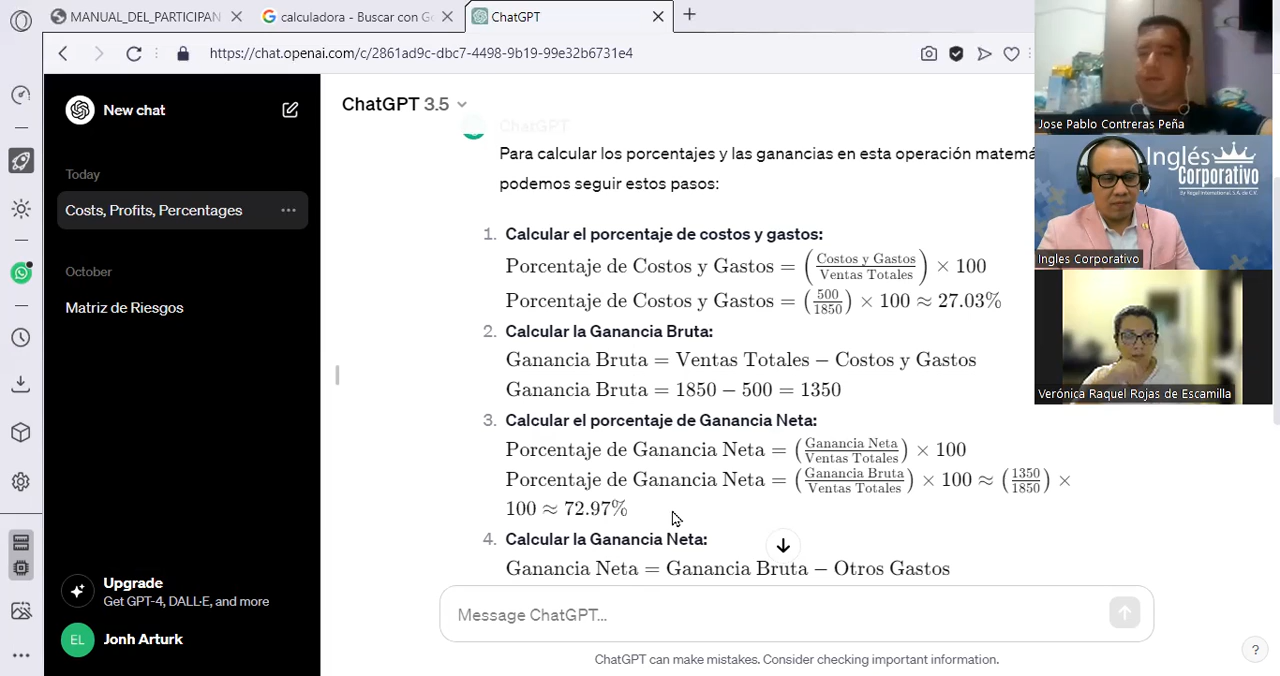 MANUAL_DEL_PARTICIPAN
calculadora - Buscar con Go
ChatGPT
https://chat.openai.com/c/2861ad9c-dbc7-4498-9b19-99e32b6731e4
New chat
Today
Costs, Profits, Percentages
October
Matriz de Riesgos
Upgrade
Get GPT-4, DALL·E, and more
EL
Jonh Arturk
ChatGPT 3.5
ChatGPT
Para calcular los porcentajes y las ganancias en esta operación matemá
podemos seguir estos pasos:
1. Calcular el porcentaje de costos y gastos:
Porcentaje de Costos y Gastos = (Costos y Gastos / Ventas Totales) × 100
Porcentaje de Costos y Gastos = (500 / 1850) × 100 ≈ 27.03%
2. Calcular la Ganancia Bruta:
Ganancia Bruta = Ventas Totales − Costos y Gastos
Ganancia Bruta = 1850 − 500 = 1350
3. Calcular el porcentaje de Ganancia Neta:
Porcentaje de Ganancia Neta = (Ganancia Neta / Ventas Totales) × 100
Porcentaje de Ganancia Neta = (Ganancia Bruta / Ventas Totales) × 100 ≈ (1350 / 1850) ×
100 ≈ 72.97%
4. Calcular la Ganancia Neta:
Ganancia Neta = Ganancia Bruta − Otros Gastos
Message ChatGPT...
ChatGPT can make mistakes. Consider checking important information.
?
Jose Pablo Contreras Peña
Inglés
Corporativo
By Regal International, S.A. de C.V.
Ingles Corporativo
Verónica Raquel Rojas de Escamilla